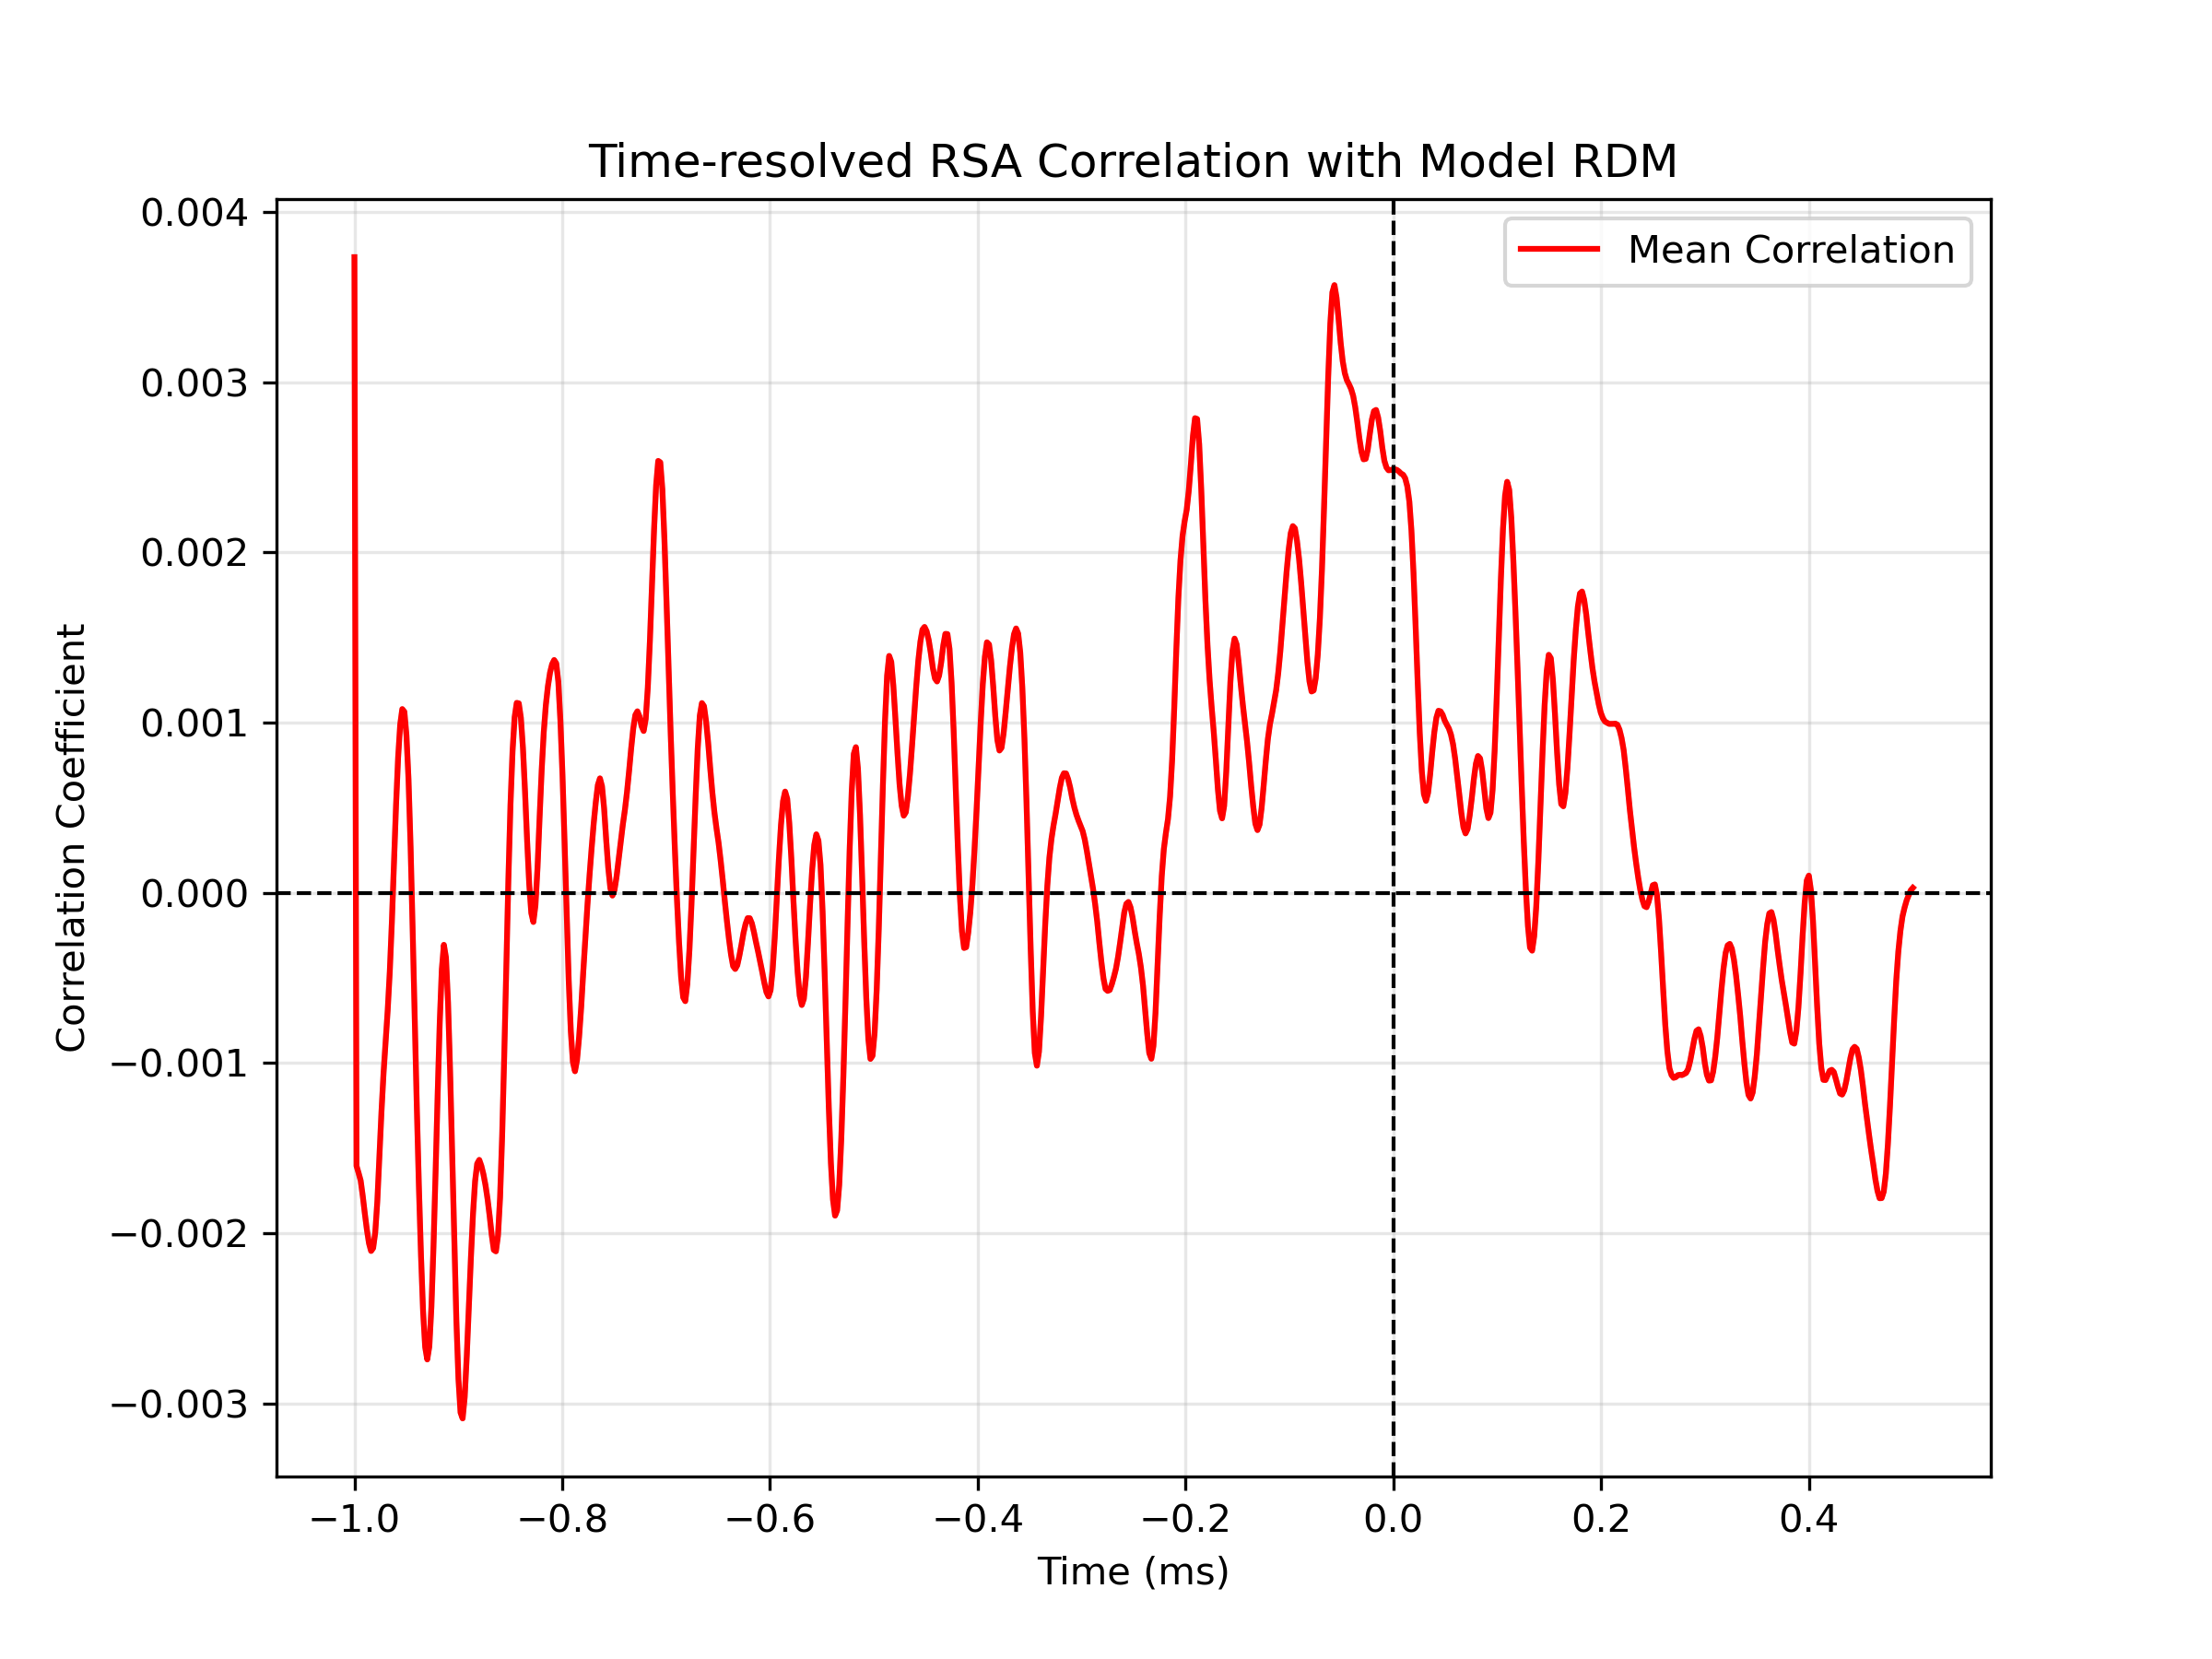 Time-resolved RSA Correlation with Model RDM
Mean Correlation
Correlation Coefficient
0.004
0.003
0.002
0.001
0.000
−0.001
−0.002
−0.003
−1.0 −0.8 −0.6 −0.4 −0.2 0.0 0.2 0.4
Time (ms)